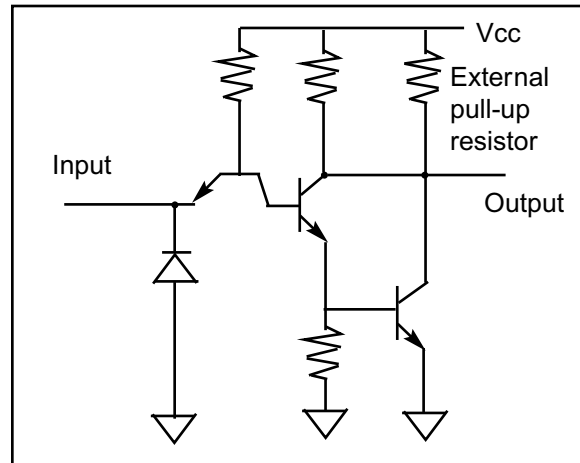 Vcc
External
pull-up
resistor
Input
Output